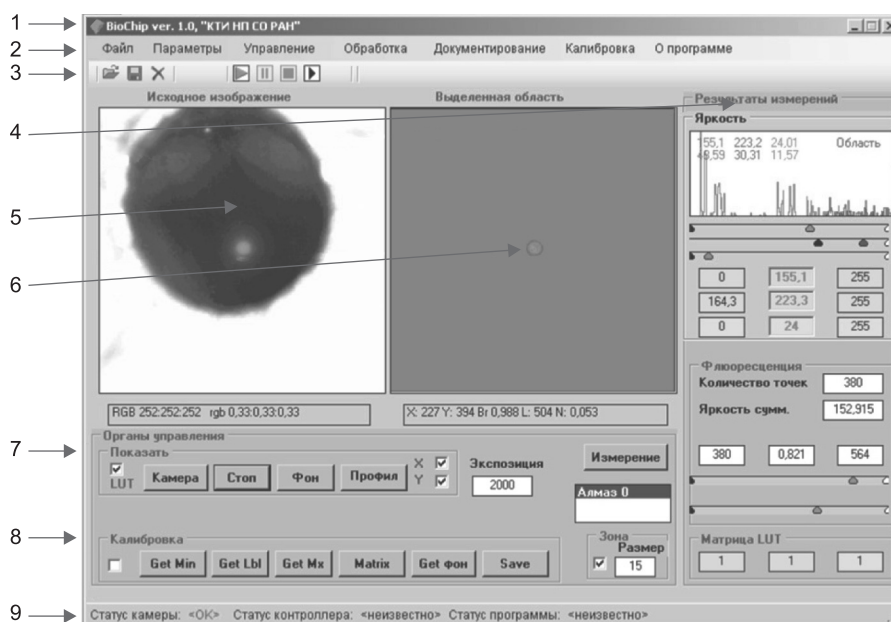 1
BioChip ver. 1.0, "КТИ НП СО РАН"
2
Файл Параметры Управление Обработка Документирование Калибровка О программе
3
Исходное изображение
Выделенная область
Результаты измерений
4
Яркость
155,1 223,2 24,01 Область
30,31 11,57
5
6
0 155,1 255
164,3 223,3 255
0 24 255
Флюоресценция
Количество точек 380
Яркость сумм. 152,915
380 0,821 564
Матрица LUT
1 1 1
RGB 252:252:252 rgb 0,33:0,33:0,33
X: 227 Y: 394 Br 0,988 L: 504 N: 0,053
Органы управления
7
Показать
LUT
Камера Стоп Фон Профил
X
Y
Экспозиция
2000
Измерение
Алмаз 0
8
Калибровка
Get Min Get Lbl Get Mx Matrix Get фон Save
Зона
Размер
15
9
Статус камеры: <OK> Статус контроллера: <неизвестно> Статус программы: <неизвестно>